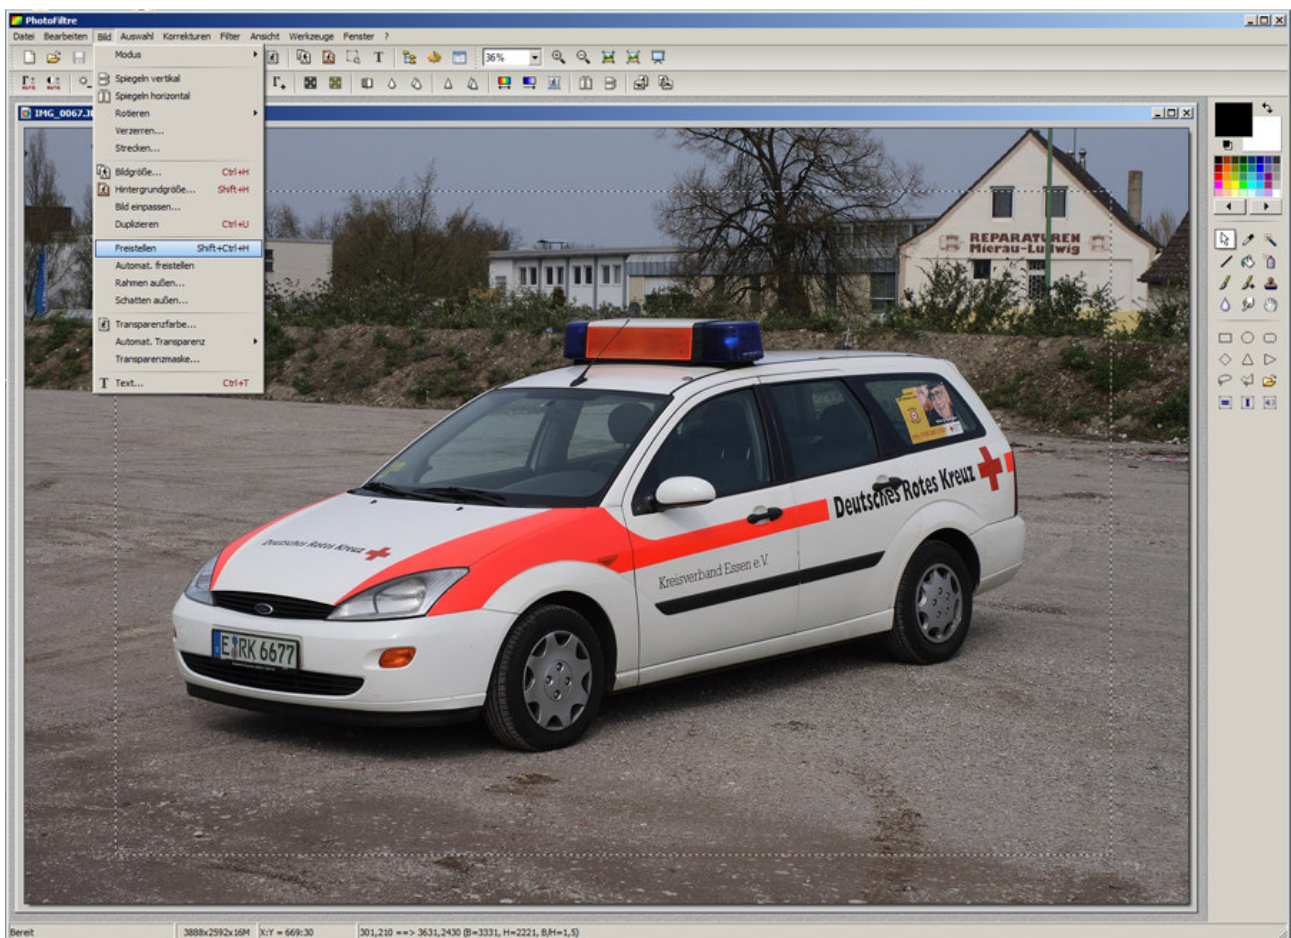 PhotoFiltre
Datei Bearbeiten Bild Auswahl Korrekturen Filter Ansicht Werkzeuge Fenster ?
Modus
36%
Spiegeln vertikal
Spiegeln horizontal
Rotieren
Verzerren...
Strecken...
Bildgröße... Ctrl+H
Hintergrundgröße... Shift+H
Bild einpassen...
Duplizieren Ctrl+U
Freistellen Shift+Ctrl+H
Automat. freistellen
Rahmen außen...
Schatten außen...
Transparenzfarbe...
Automat. Transparenz
Transparenzmaske...
Text... Ctrl+T
IMG_0067.J
REPARATUREN
Mierau-Ludwig
Deutsches Rotes Kreuz
Deutsches Rotes Kreuz
Kreisverband Essen e.V.
E RK 6677
Bereit 3888x2592x16M X:Y = 669:30 301,210 ==> 3631,2430 (B=3331, H=2221, B/H=1,5)